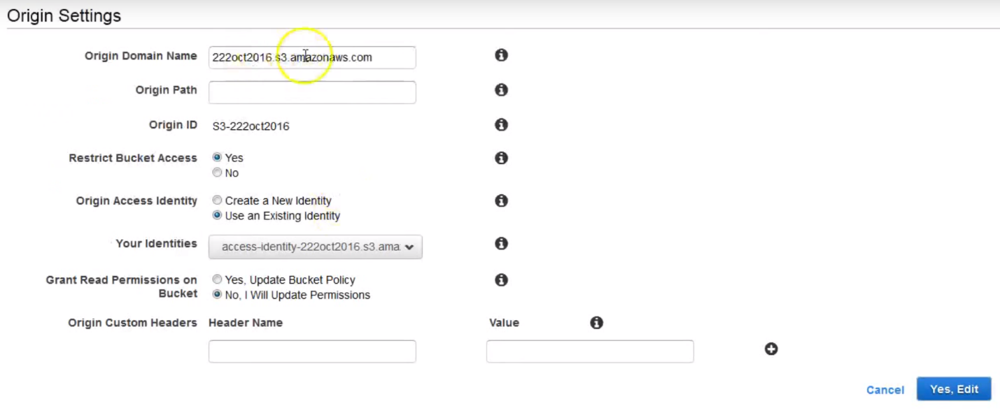 Origin Settings
Origin Domain Name 222oct2016.s3.amazonaws.com
Origin Path
Origin ID S3-222oct2016
Restrict Bucket Access Yes
No
Origin Access Identity Create a New Identity
Use an Existing Identity
Your Identities access-identity-222oct2016.s3.ama
Grant Read Permissions on Yes, Update Bucket Policy
Bucket No, I Will Update Permissions
Origin Custom Headers Header Name Value
Cancel Yes, Edit